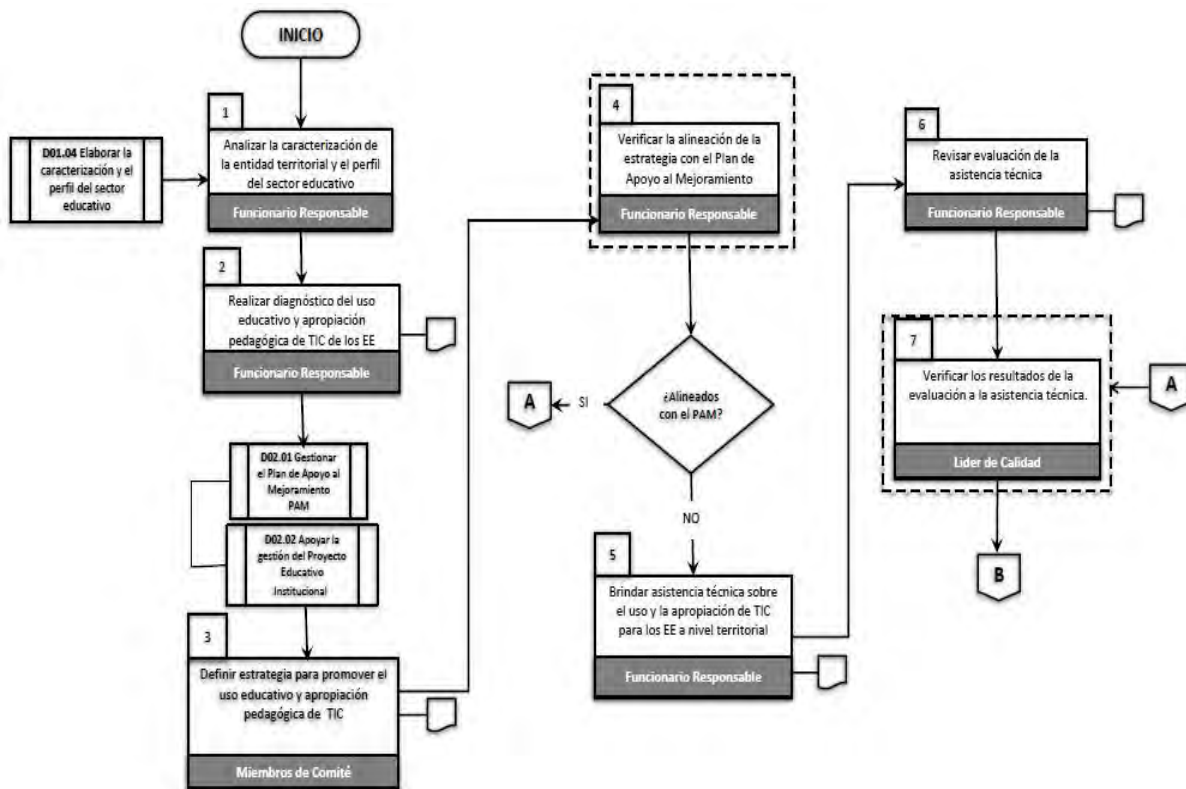 INICIO
1
Analizar la caracterización de
la entidad territorial y el perfil
del sector educativo
Funcionario Responsable
D01.04 Elaborar la
caracterización y el
perfil del sector
educativo
2
Realizar diagnóstico del uso
educativo y apropiación
pedagógica de TIC de los EE
Funcionario Responsable
D02.01 Gestionar
el Plan de Apoyo al
Mejoramiento
PAM
D02.02 Apoyar la
gestión del Proyecto
Educativo
Institucional
3
Definir estrategia para promover el
uso educativo y apropiación
pedagógica de TIC
Miembros de Comité
4
Verificar la alineación de la
estrategia con el Plan de
Apoyo al Mejoramiento
Funcionario Responsable
¿Alineados
con el PAM?
SI
A
NO
5
Brindar asistencia técnica sobre
el uso y la apropiación de TIC
para los EE a nivel territorial
Funcionario Responsable
6
Revisar evaluación de la
asistencia técnica
Funcionario Responsable
7
Verificar los resultados de la
evaluación a la asistencia técnica.
Lider de Calidad
A
B